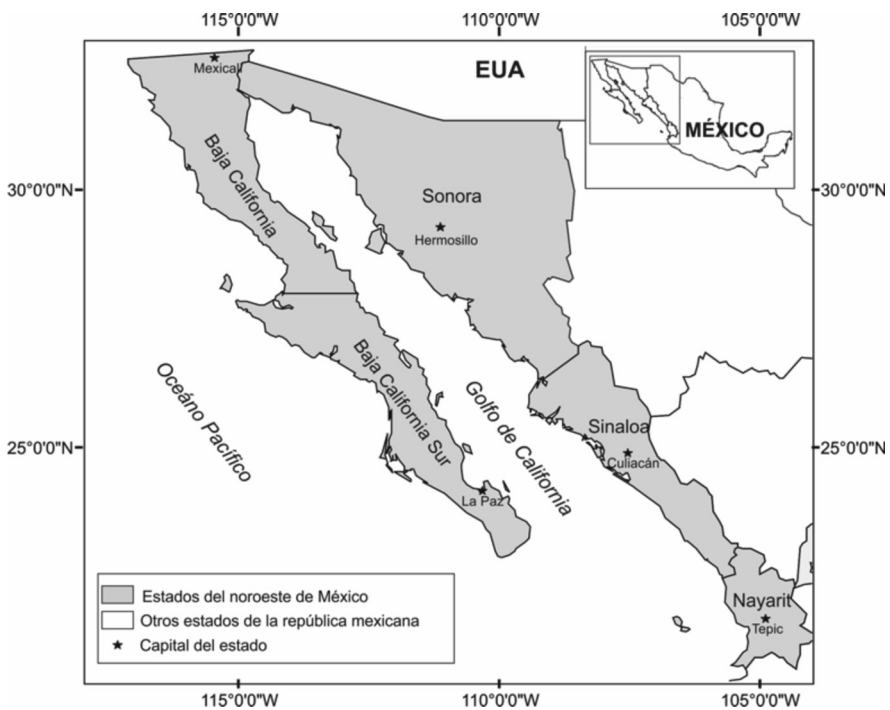 115°0'0"W 110°0'0"W 105°0'0"W
EUA
MÉXICO
Mexicali
Baja California
30°0'0"N 30°0'0"N
Sonora
Hermosillo
Baja California Sur
Golfo de California
Oceáno Pacífico
Sinaloa
25°0'0"N 25°0'0"N
Culiacán
La Paz
Nayarit
Tepic
Estados del noroeste de México
Otros estados de la república mexicana
Capital del estado
115°0'0"W 110°0'0"W 105°0'0"W